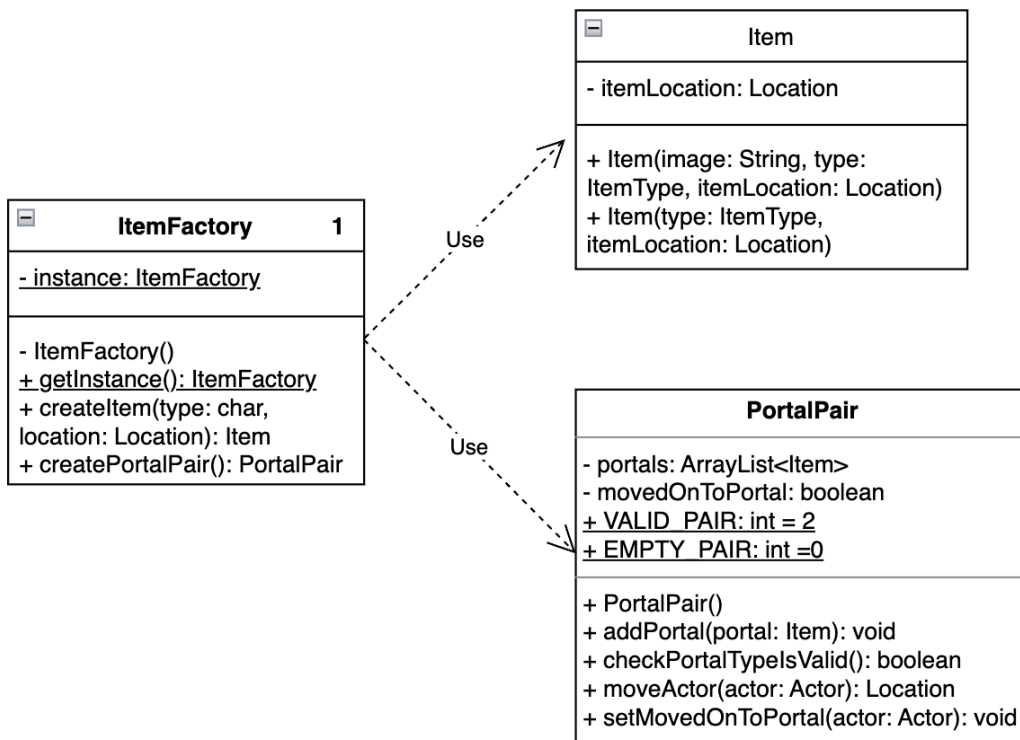 Item
- itemLocation: Location
+ Item(image: String, type:
ItemType, itemLocation: Location)
+ Item(type: ItemType,
itemLocation: Location)
Use
ItemFactory 1
- instance: ItemFactory
- ItemFactory()
+ getInstance(): ItemFactory
+ createItem(type: char,
location: Location): Item
+ createPortalPair(): PortalPair
Use
PortalPair
- portals: ArrayList<Item>
- movedOnToPortal: boolean
+ VALID_PAIR: int = 2
+ EMPTY_PAIR: int =0
+ PortalPair()
+ addPortal(portal: Item): void
+ checkPortalTypeIsValid(): boolean
+ moveActor(actor: Actor): Location
+ setMovedOnToPortal(actor: Actor): void